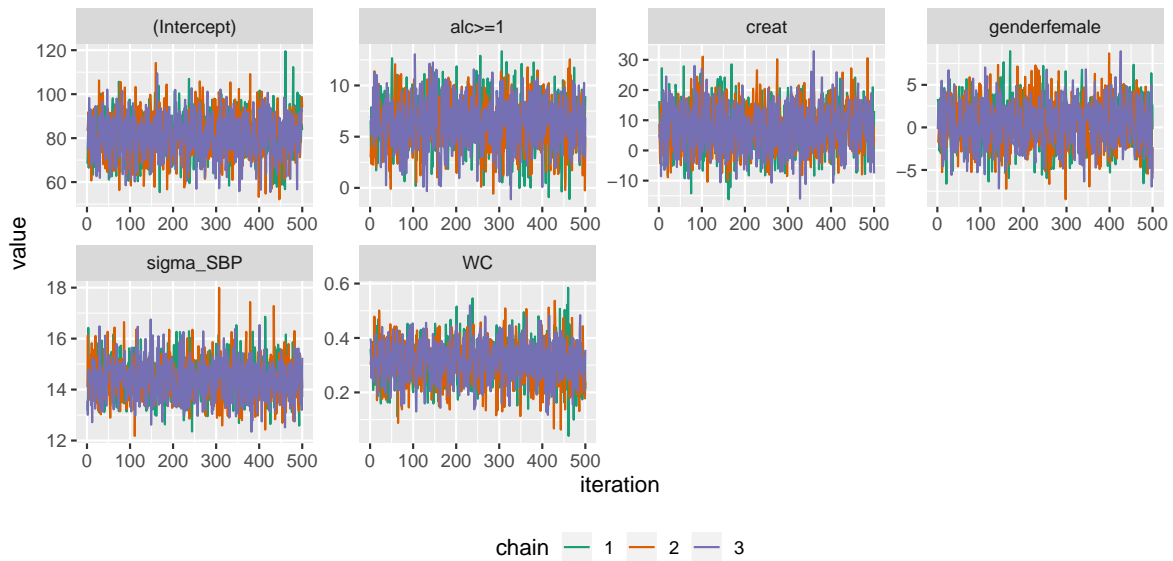 (Intercept) alc>=1 creat genderfemale
120
100
80
60
0 100 200 300 400 500
10
5
0
0 100 200 300 400 500
30
20
10
0
−10
0 100 200 300 400 500
5
0
−5
0 100 200 300 400 500
value
sigma_SBP WC
18
16
14
12
0 100 200 300 400 500
0.6
0.4
0.2
0 100 200 300 400 500
iteration
chain 1 2 3